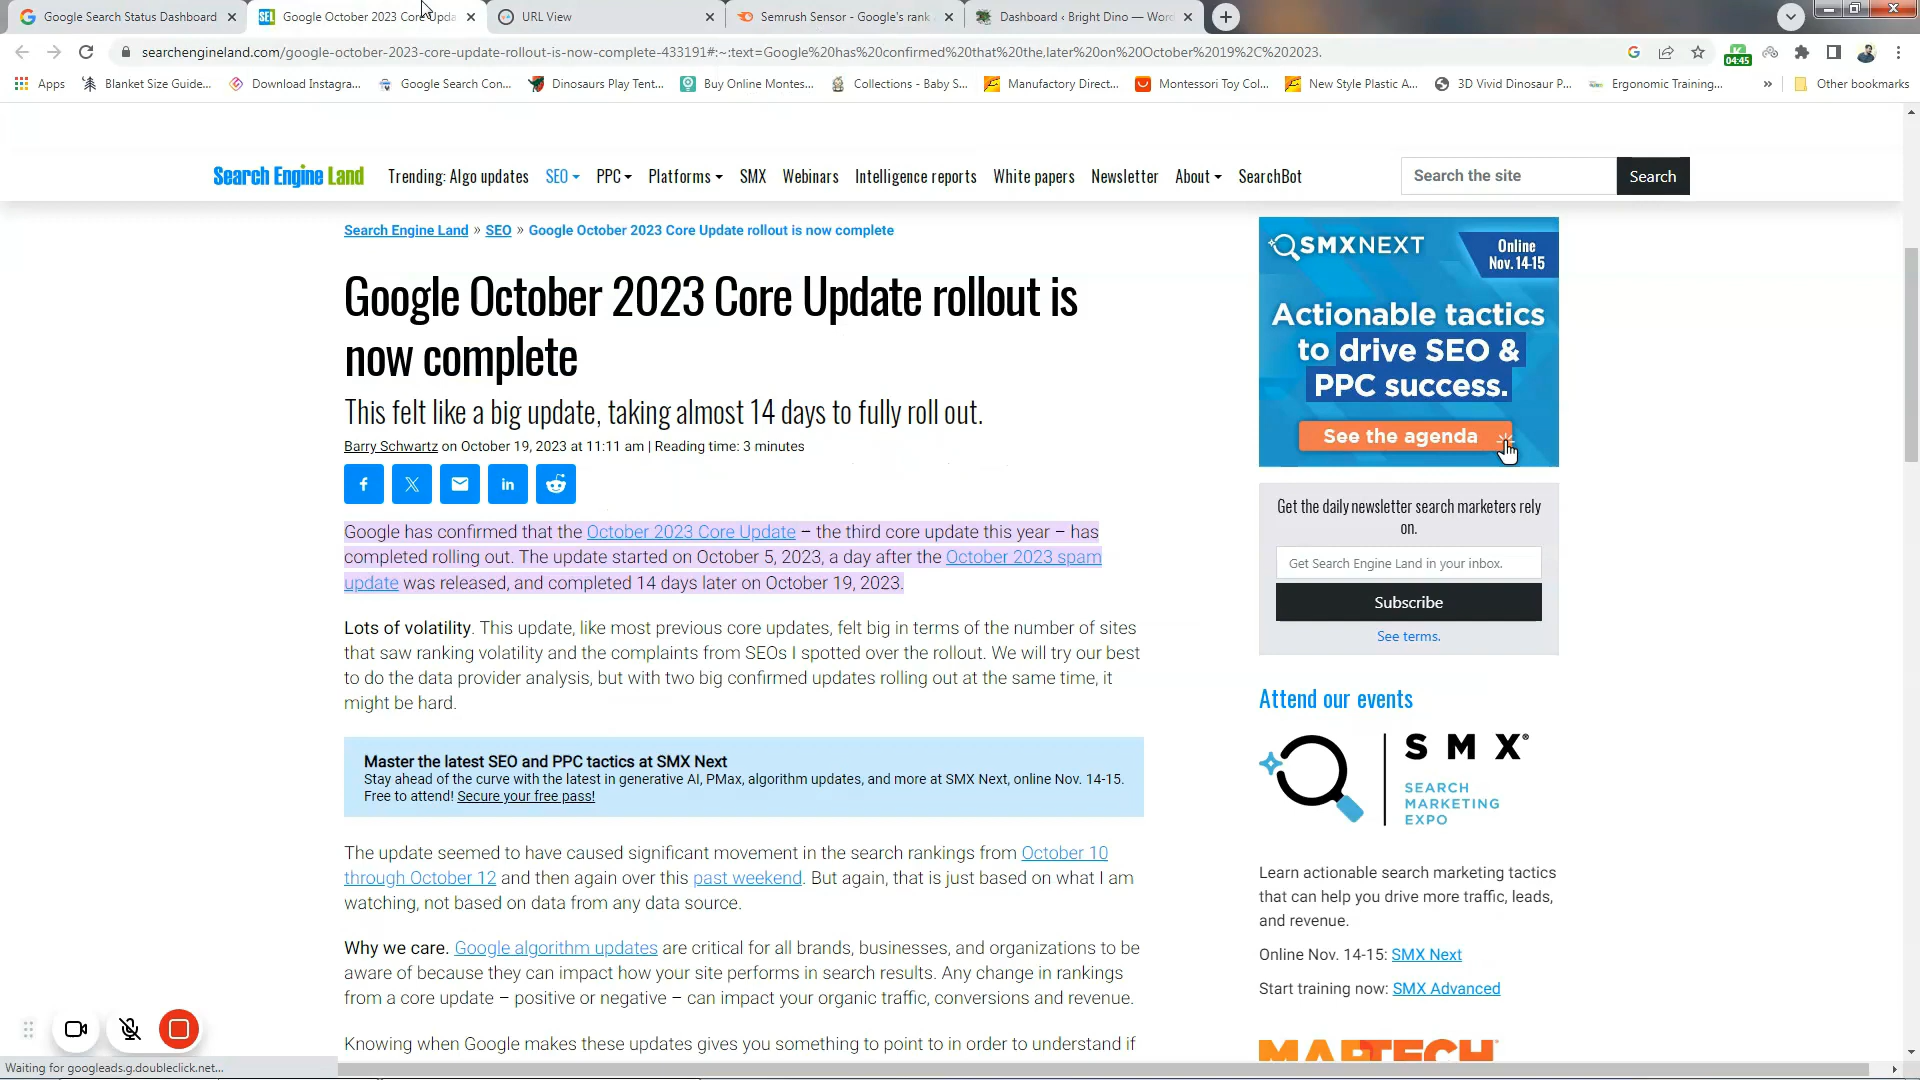 Google Search Status Dashboard
Google October 2023 Core Upda
URL View
Semrush Sensor - Google's rank
Dashboard ‹ Bright Dino — Word
searchengineland.com/google-october-2023-core-update-rollout-is-now-complete-433191#:~:text=Google%20has%20confirmed%20that%20the,later%20on%20October%2019%2C%202023.
04:45
Apps
Blanket Size Guide...
Download Instagra...
Google Search Con...
Dinosaurs Play Tent...
Buy Online Montes...
Collections - Baby S...
Manufactory Direct...
Montessori Toy Col...
New Style Plastic A...
3D Vivid Dinosaur P...
Ergonomic Training...
»
Other bookmarks
Search Engine Land
Trending: Algo updates
SEO
PPC
Platforms
SMX
Webinars
Intelligence reports
White papers
Newsletter
About
SearchBot
Search the site
Search
Search Engine Land » SEO » Google October 2023 Core Update rollout is now complete
Google October 2023 Core Update rollout is
now complete
This felt like a big update, taking almost 14 days to fully roll out.
Barry Schwartz on October 19, 2023 at 11:11 am | Reading time: 3 minutes
Google has confirmed that the October 2023 Core Update – the third core update this year – has
completed rolling out. The update started on October 5, 2023, a day after the October 2023 spam
update was released, and completed 14 days later on October 19, 2023.
Lots of volatility. This update, like most previous core updates, felt big in terms of the number of sites
that saw ranking volatility and the complaints from SEOs I spotted over the rollout. We will try our best
to do the data provider analysis, but with two big confirmed updates rolling out at the same time, it
might be hard.
Master the latest SEO and PPC tactics at SMX Next
Stay ahead of the curve with the latest in generative AI, PMax, algorithm updates, and more at SMX Next, online Nov. 14-15.
Free to attend! Secure your free pass!
The update seemed to have caused significant movement in the search rankings from October 10
through October 12 and then again over this past weekend. But again, that is just based on what I am
watching, not based on data from any data source.
Why we care. Google algorithm updates are critical for all brands, businesses, and organizations to be
aware of because they can impact how your site performs in search results. Any change in rankings
from a core update – positive or negative – can impact your organic traffic, conversions and revenue.
Knowing when Google makes these updates gives you something to point to in order to understand if
SMXNEXT
Online
Nov. 14-15
Actionable tactics
to drive SEO &
PPC success.
See the agenda
Get the daily newsletter search marketers rely
on.
Get Search Engine Land in your inbox.
Subscribe
See terms.
Attend our events
SMX®
SEARCH
MARKETING
EXPO
Learn actionable search marketing tactics
that can help you drive more traffic, leads,
and revenue.
Online Nov. 14-15: SMX Next
Start training now: SMX Advanced
MARTECH
Waiting for googleads.g.doubleclick.net...